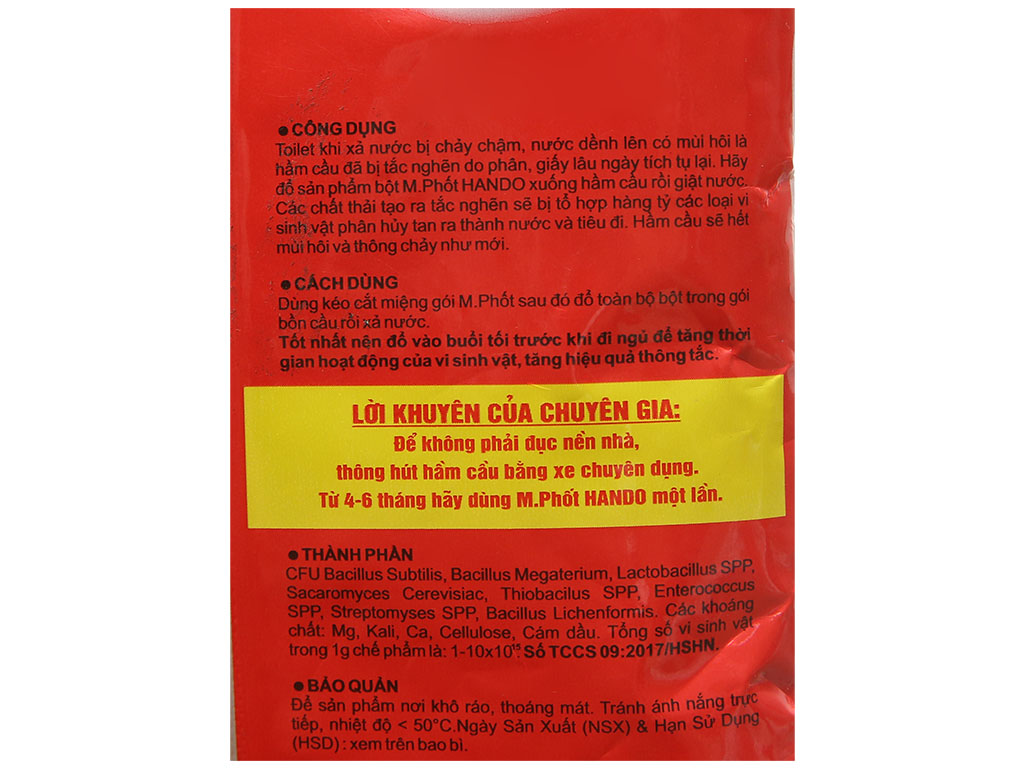 ● CÔNG DỤNG
Toilet khi xả nước bị chảy chậm, nước dềnh lên có mùi hôi là
hầm cầu đã bị tắc nghẽn do phân, giấy lâu ngày tích tụ lại. Hãy
đổ sản phẩm bột M.Phốt HANDO xuống hầm cầu rồi giật nước.
Các chất thải tạo ra tắc nghẽn sẽ bị tổ hợp hàng tỷ các loại vi
sinh vật phân hủy tan ra thành nước và tiêu đi. Hầm cầu sẽ hết
mùi hôi và thông chảy như mới.
● CÁCH DÙNG
Dùng kéo cắt miệng gói M.Phốt sau đó đổ toàn bộ bột trong gói
bồn cầu rồi xả nước.
Tốt nhất nên đổ vào buổi tối trước khi đi ngủ để tăng thời
gian hoạt động của vi sinh vật, tăng hiệu quả thông tắc.
LỜI KHUYÊN CỦA CHUYÊN GIA:
Để không phải đục nền nhà,
thông hút hầm cầu bằng xe chuyên dụng.
Từ 4-6 tháng hãy dùng M.Phốt HANDO một lần.
● THÀNH PHẦN
CFU Bacillus Subtilis, Bacillus Megaterium, Lactobacillus SPP,
Sacaromyces Cerevisiac, Thiobacilus SPP, Enterococcus
SPP, Streptomyses SPP, Bacillus Lichenformis. Các khoáng
chất: Mg, Kali, Ca, Cellulose, Cám dầu. Tổng số vi sinh vật
trong 1g chế phẩm là: 1-10x10¹⁵. Số TCCS 09:2017/HSHN.
● BẢO QUẢN
Để sản phẩm nơi khô ráo, thoáng mát. Tránh ánh nắng trực
tiếp, nhiệt độ < 50°C.Ngày Sản Xuất (NSX) & Hạn Sử Dụng
(HSD) : xem trên bao bì.